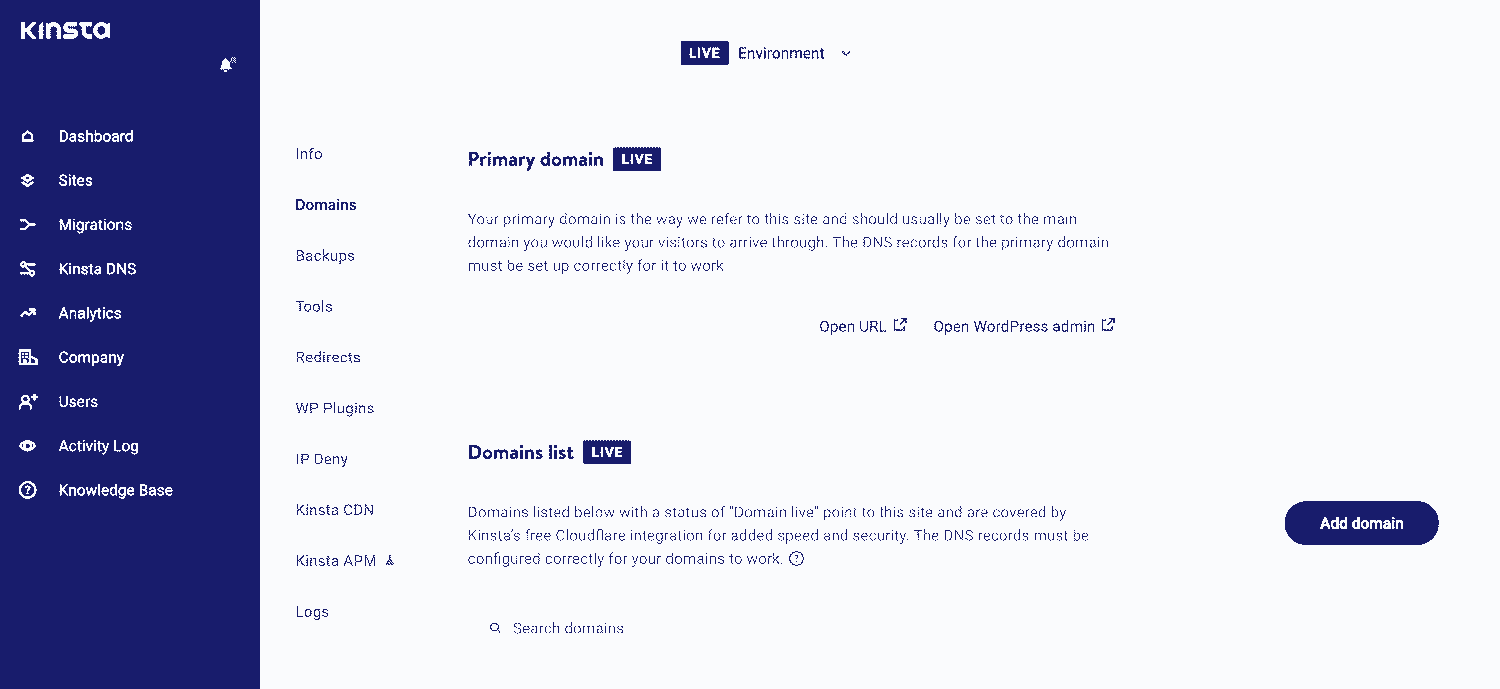 Kinsta
LIVE Environment
Dashboard
Sites
Migrations
Kinsta DNS
Analytics
Company
Users
Activity Log
Knowledge Base
Info
Domains
Backups
Tools
Redirects
WP Plugins
IP Deny
Kinsta CDN
Kinsta APM
Logs
Primary domain LIVE
Your primary domain is the way we refer to this site and should usually be set to the main
domain you would like your visitors to arrive through. The DNS records for the primary domain
must be set up correctly for it to work
Open URL Open WordPress admin
Domains list LIVE
Domains listed below with a status of "Domain live" point to this site and are covered by
Kinsta's free Cloudflare integration for added speed and security. The DNS records must be
configured correctly for your domains to work.
Add domain
Search domains